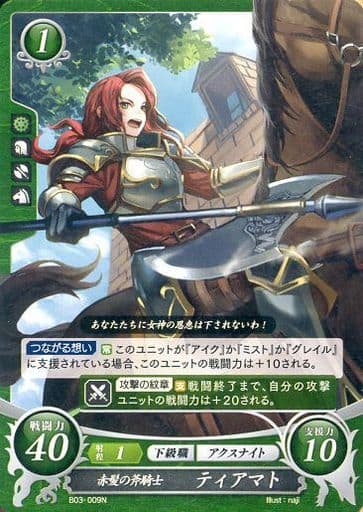 1
あなたたちに女神の恩恵は下されないわ！
つながる想い 常 このユニットが『アイク』か『ミスト』か『グレイル』
に支援されている場合、このユニットの戦闘力は＋10される。
攻撃の紋章 支 戦闘終了まで、自分の攻撃
ユニットの戦闘力は＋20される。
戦闘力
40
射程 1
下級職
アクスナイト
支援力
10
赤髪の斧騎士
ティアマト
B03-009N
Illust：naji